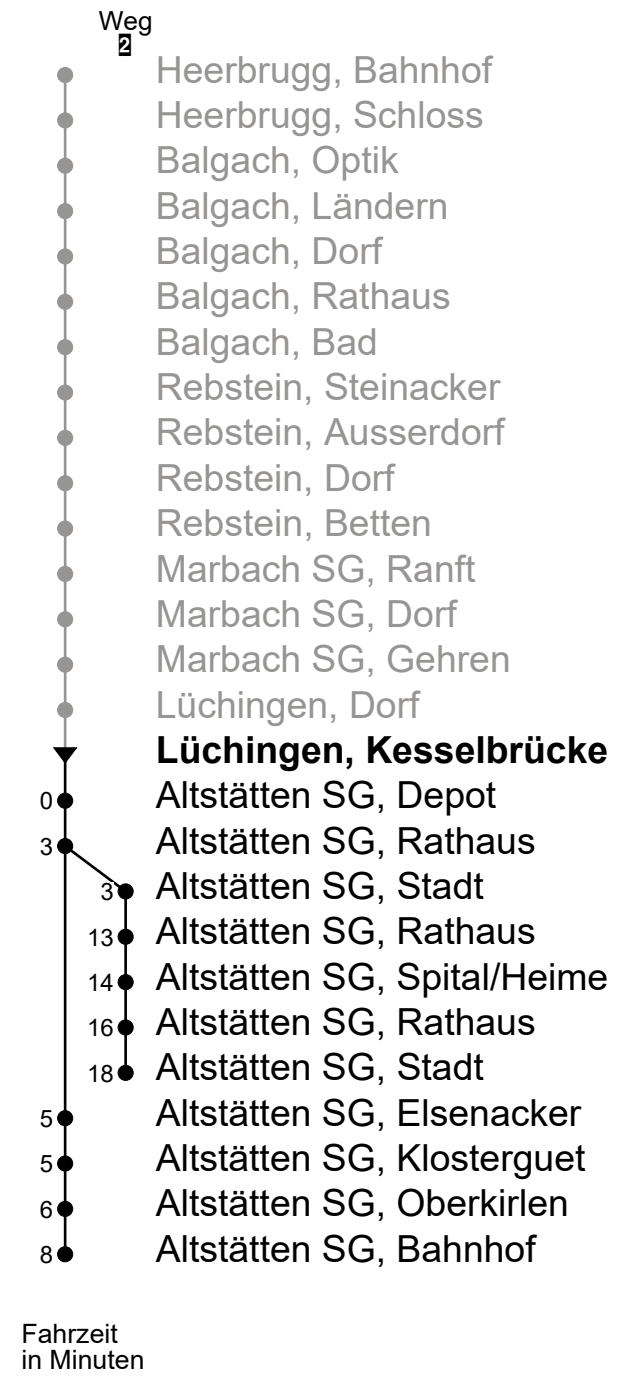 Weg
2
Heerbrugg, Bahnhof
Heerbrugg, Schloss
Balgach, Optik
Balgach, Ländern
Balgach, Dorf
Balgach, Rathaus
Balgach, Bad
Rebstein, Steinacker
Rebstein, Ausserdorf
Rebstein, Dorf
Rebstein, Betten
Marbach SG, Ranft
Marbach SG, Dorf
Marbach SG, Gehren
Lüchingen, Dorf
Lüchingen, Kesselbrücke
0 Altstätten SG, Depot
3 Altstätten SG, Rathaus
3 Altstätten SG, Stadt
13 Altstätten SG, Rathaus
14 Altstätten SG, Spital/Heime
16 Altstätten SG, Rathaus
18 Altstätten SG, Stadt
5 Altstätten SG, Elsenacker
5 Altstätten SG, Klosterguet
6 Altstätten SG, Oberkirlen
8 Altstätten SG, Bahnhof
Fahrzeit
in Minuten